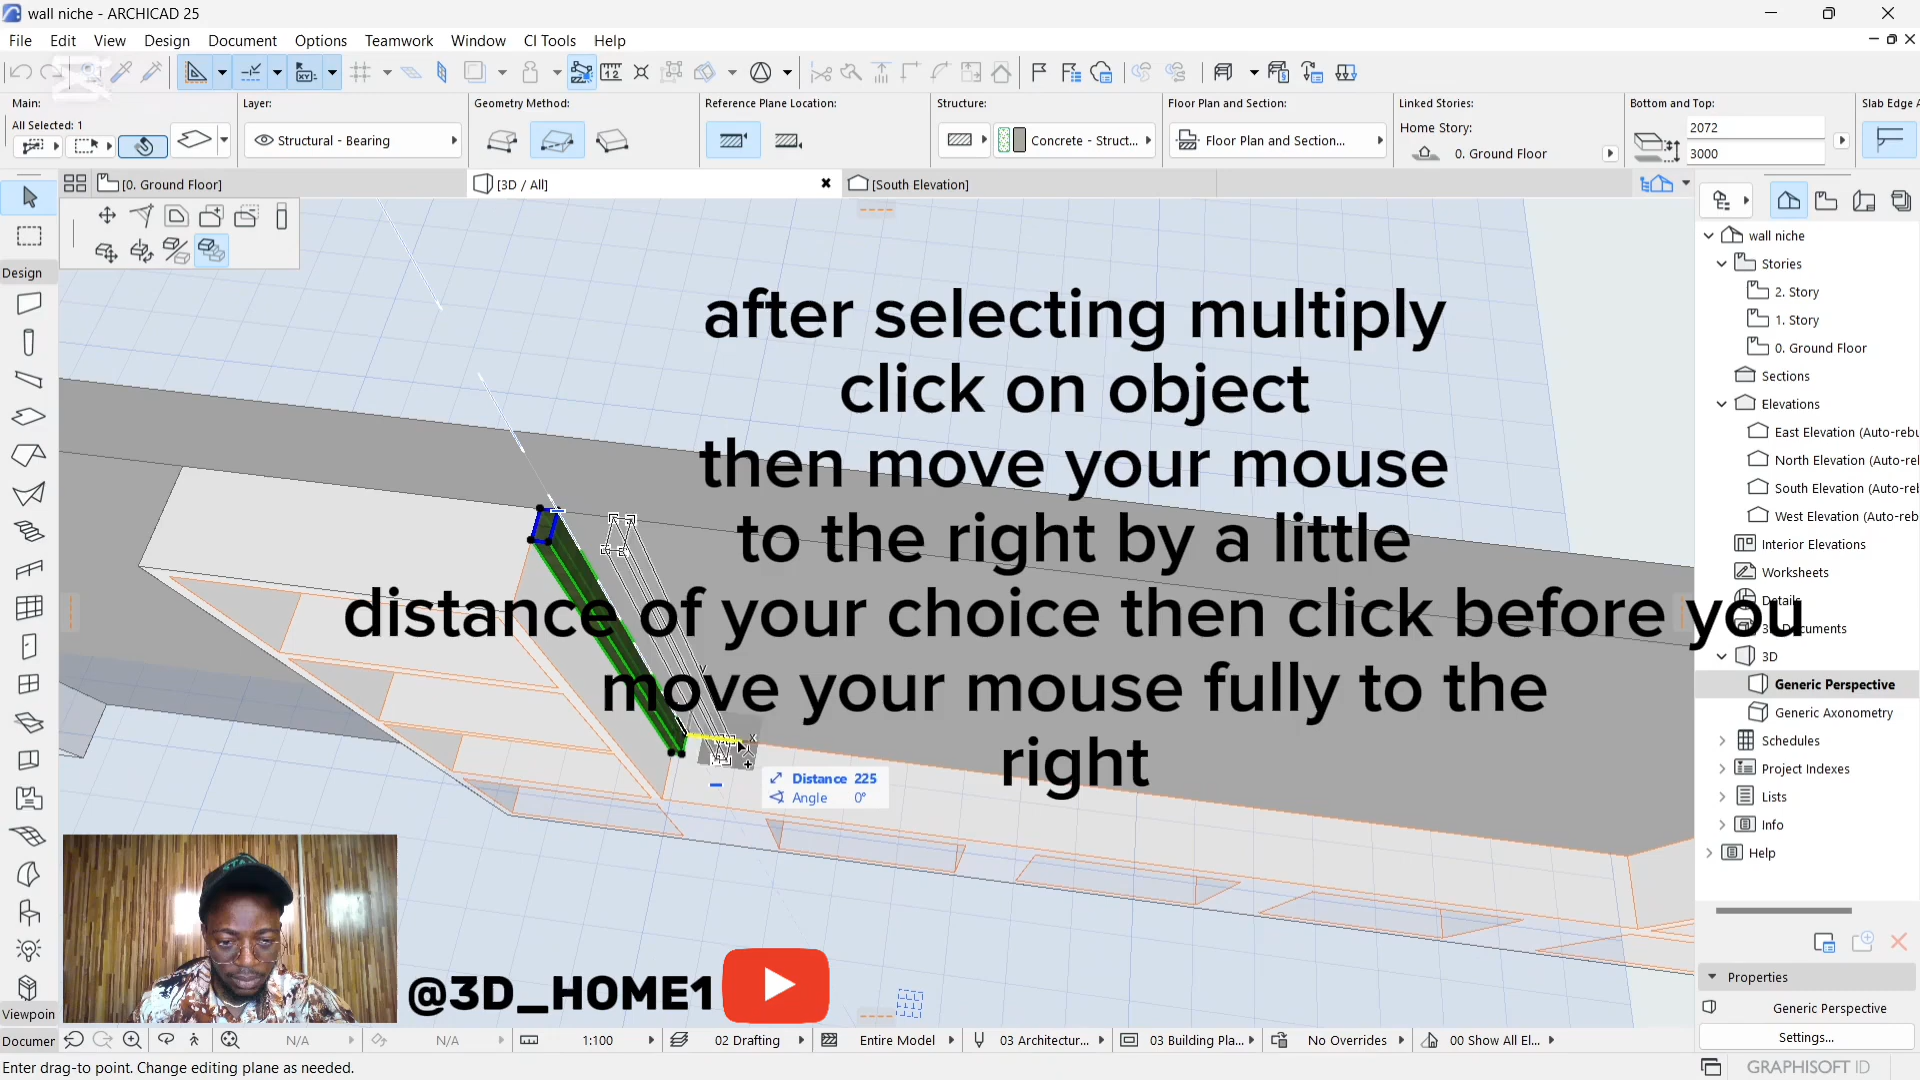 wall niche - ARCHICAD 25
File Edit View Design Document Options Teamwork Window CI Tools Help
Main:
All Selected: 1
Layer:
Structural - Bearing
Geometry Method:
Reference Plane Location:
Structure:
Concrete - Struct...
Floor Plan and Section:
Floor Plan and Section...
Linked Stories:
Home Story:
0. Ground Floor
Bottom and Top:
2072
3000
Slab Edge A
[0. Ground Floor]
[3D / All]
[South Elevation]
Design
after selecting multiply
click on object
then move your mouse
to the right by a little
distance of your choice then click before you
move your mouse fully to the
right
Distance 225
Angle 0°
@3D_HOME1
wall niche
Stories
2. Story
1. Story
0. Ground Floor
Sections
Elevations
East Elevation (Auto-rebu
North Elevation (Auto-rel
South Elevation (Auto-rel
West Elevation (Auto-reb
Interior Elevations
Worksheets
Details
3D Documents
3D
Generic Perspective
Generic Axonometry
Schedules
Project Indexes
Lists
Info
Help
Properties
Generic Perspective
Settings...
Viewpoin
Documer
N/A
N/A
1:100
02 Drafting
Entire Model
03 Architectur...
03 Building Pla...
No Overrides
00 Show All El...
Enter drag-to point. Change editing plane as needed.
GRAPHISOFT ID